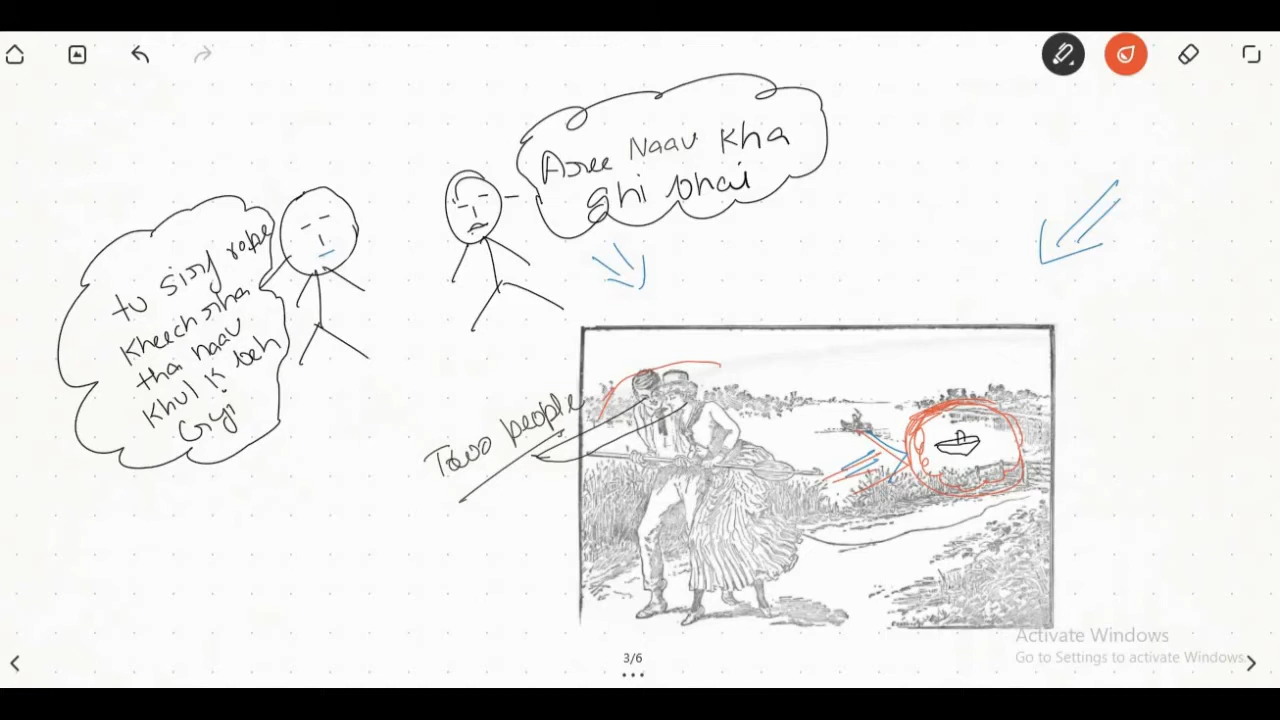 Aree Naav Kha
ghi bhai
tu sirf rope
kheech rha
tha naav
khul k beh
Gyi
Two people
3/6
Activate Windows
Go to Settings to activate Windows.